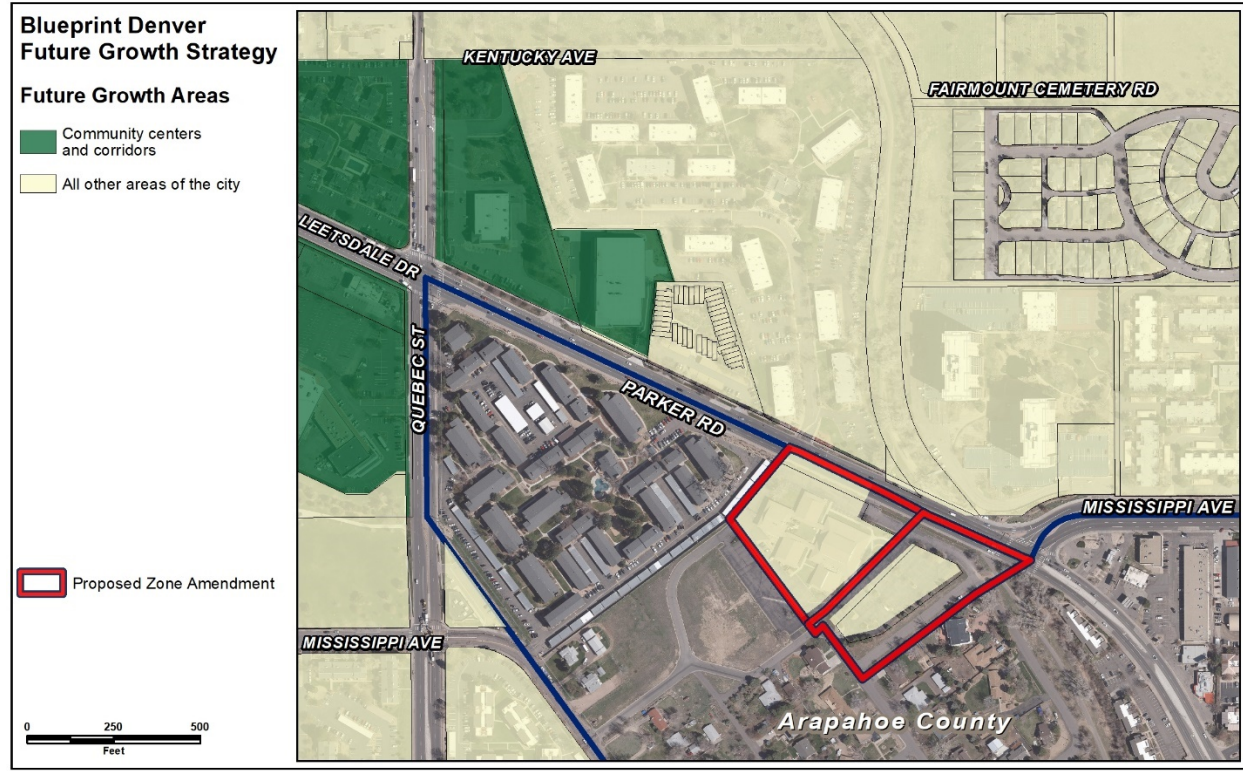 Blueprint Denver
Future Growth Strategy
Future Growth Areas
Community centers
and corridors
All other areas of the city
Proposed Zone Amendment
0 250 500
Feet
KENTUCKY AVE
FAIRMOUNT CEMETERY RD
LEETSDALE DR
QUEBEC ST
PARKER RD
MISSISSIPPI AVE
MISSISSIPPI AVE
Arapahoe County